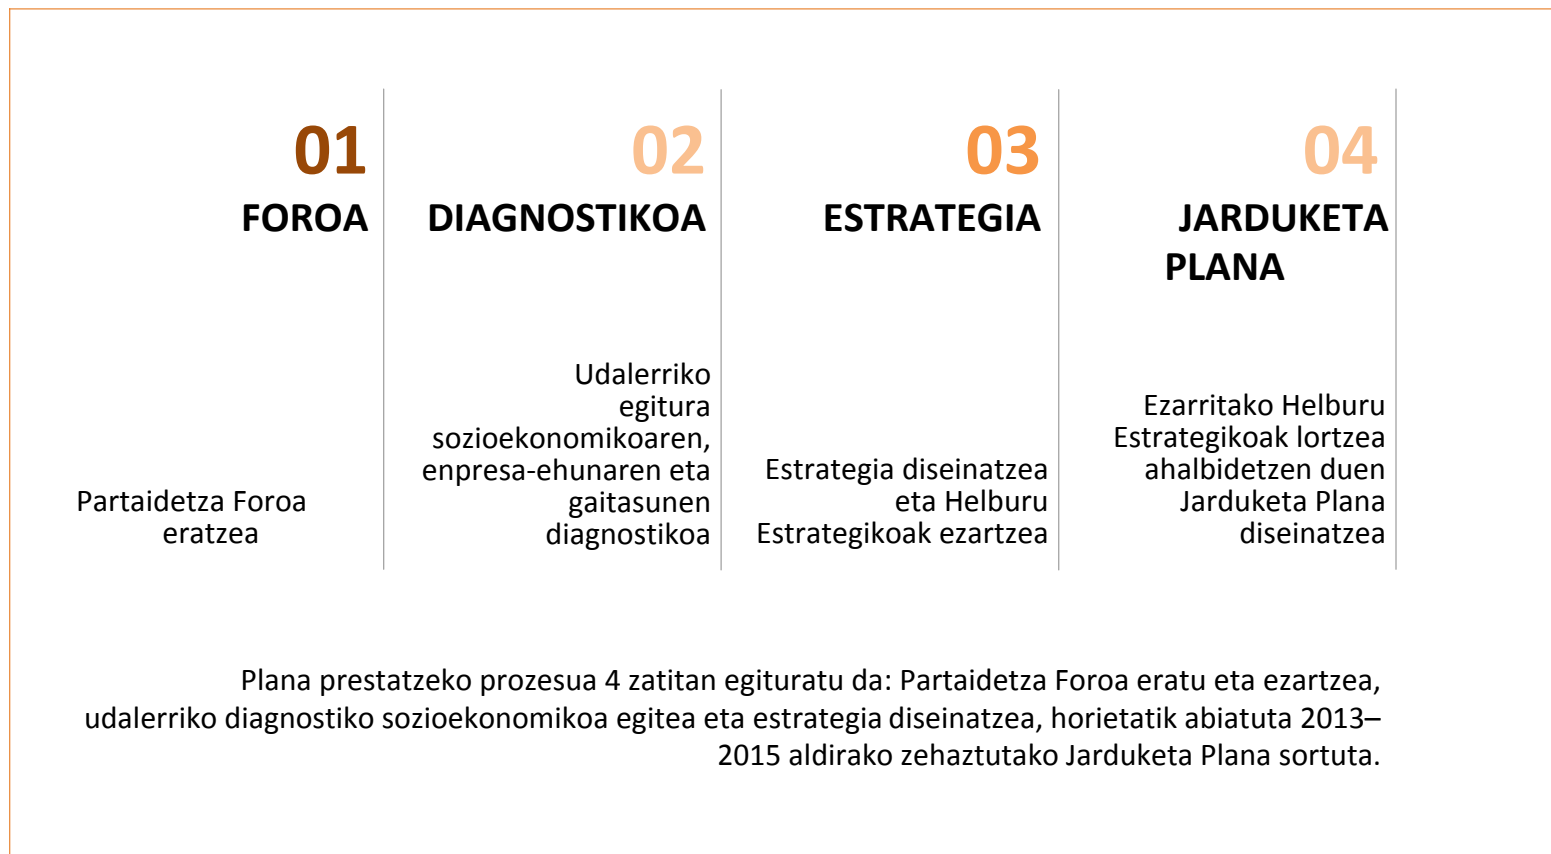 01
FOROA
Partaidetza Foroa
eratzea
02
DIAGNOSTIKOA
Udalerriko
egitura
sozioekonomikoaren,
enpresa-ehunaren eta
gaitasunen
diagnostikoa
03
ESTRATEGIA
Estrategia diseinatzea
eta Helburu
Estrategikoak ezartzea
04
JARDUKETA
PLANA
Ezarritako Helburu
Estrategikoak lortzea
ahalbidetzen duen
Jarduketa Plana
diseinatzea
Plana prestatzeko prozesua 4 zatitan egituratu da: Partaidetza Foroa eratu eta ezartzea,
udalerriko diagnostiko sozioekonomikoa egitea eta estrategia diseinatzea, horietatik abiatuta 2013–
2015 aldirako zehaztutako Jarduketa Plana sortuta.